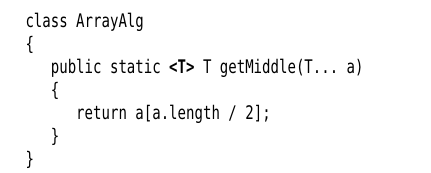 class ArrayAlg
{
   public static <T> T getMiddle(T... a)
   {
      return a[a.length / 2];
   }
}